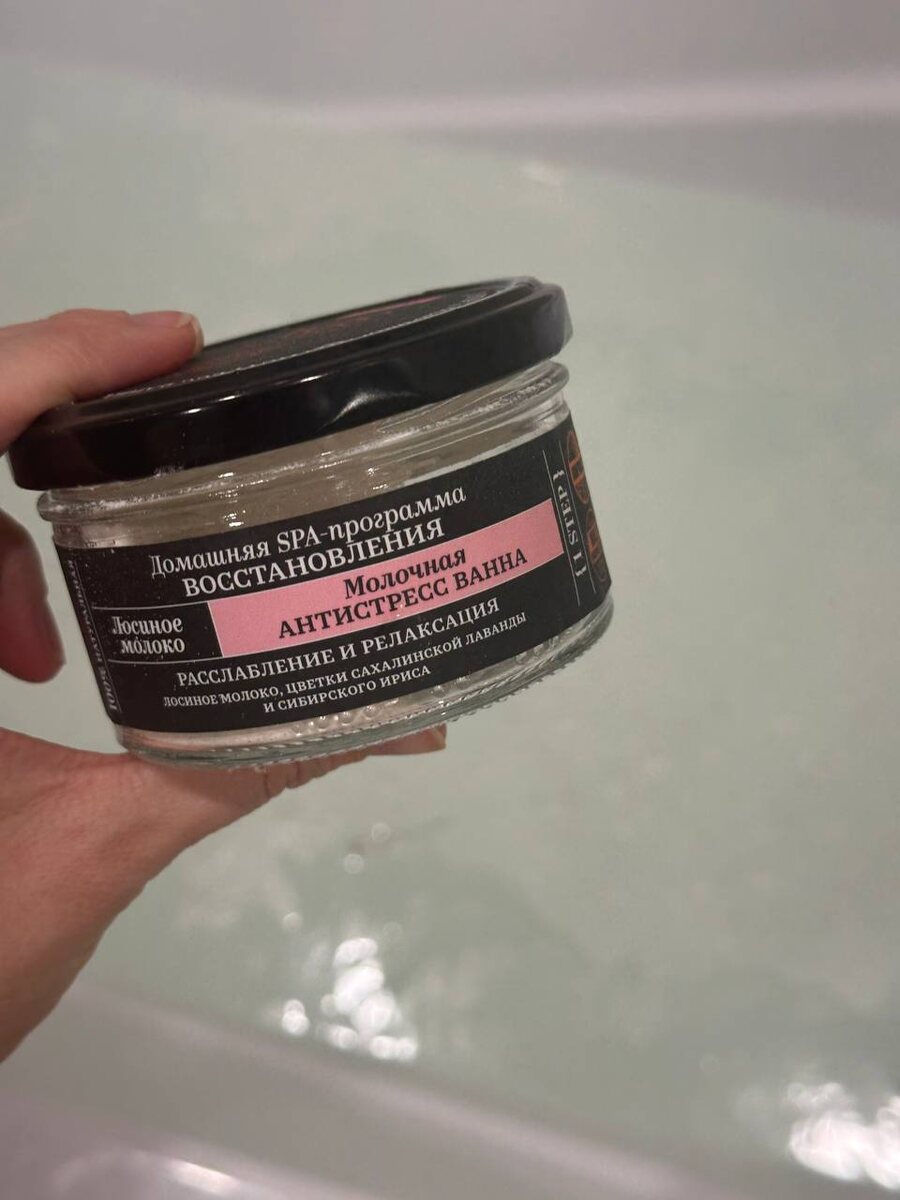 Домашняя SPA-программа
ВОССТАНОВЛЕНИЯ
Лосиное
молоко
Молочная
АНТИСТРЕСС ВАННА
РАССЛАБЛЕНИЕ И РЕЛАКСАЦИЯ
ЛОСИНОЕ МОЛОКО, ЦВЕТКИ САХАЛИНСКОЙ ЛАВАНДЫ
И СИБИРСКОГО ИРИСА
{1 STEP}